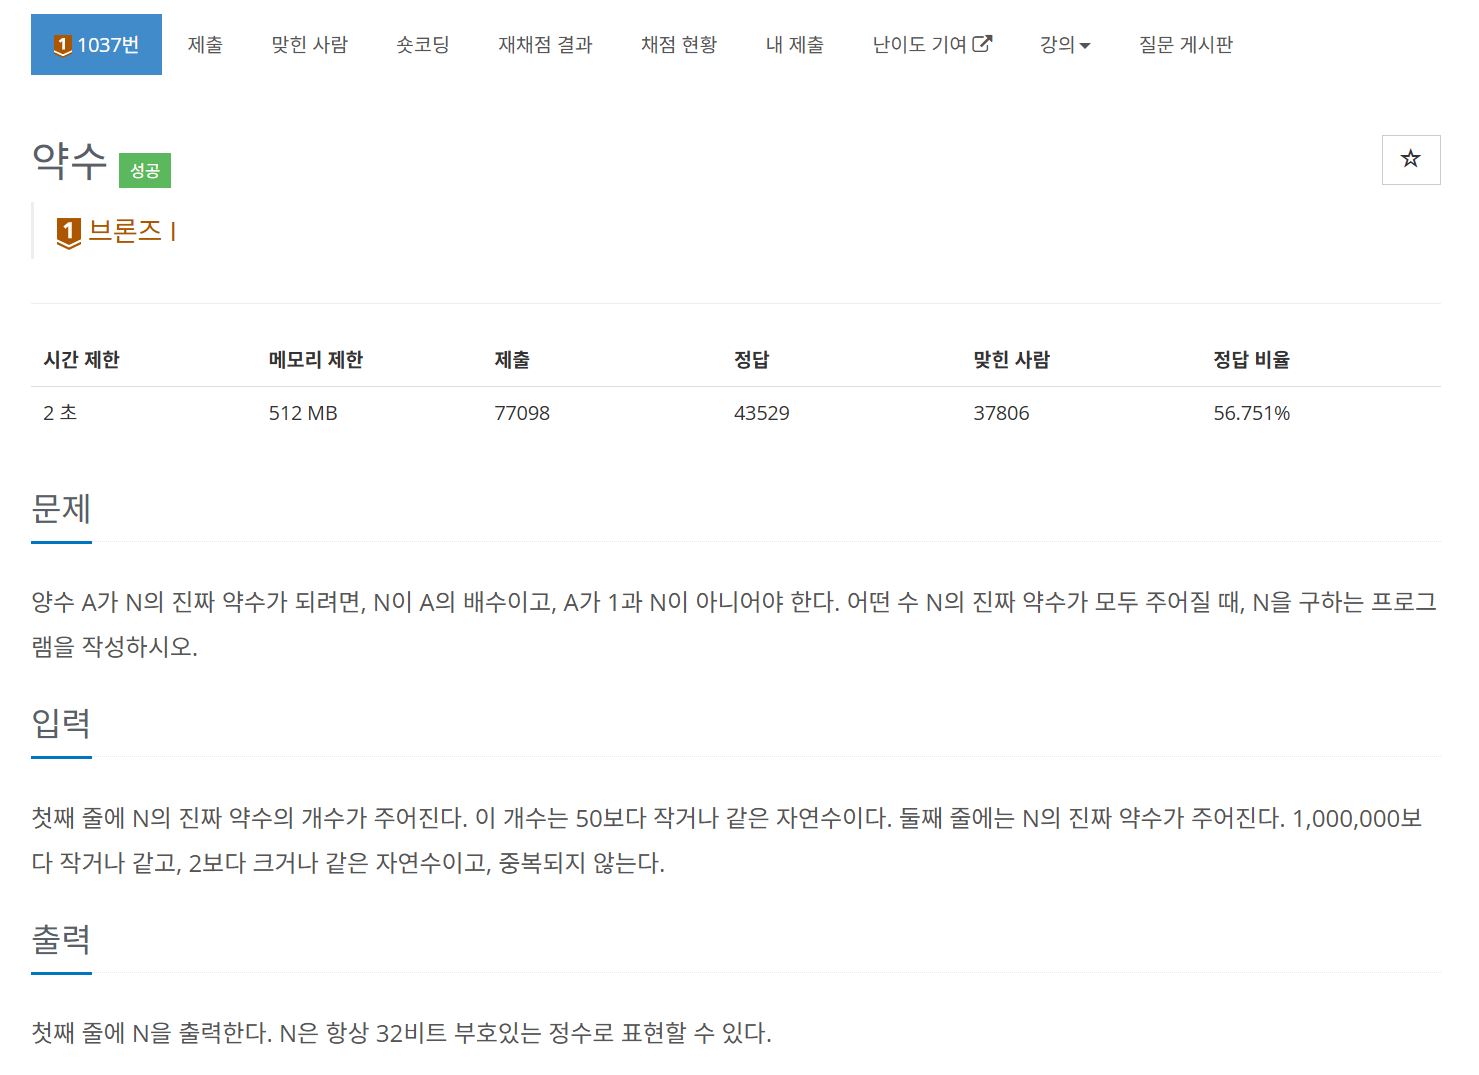 1 1037번 제출 맞힌 사람 숏코딩 재채점 결과 채점 현황 내 제출 난이도 기여 강의 질문 게시판
약수 성공
1 브론즈 I
시간 제한 메모리 제한 제출 정답 맞힌 사람 정답 비율
2 초 512 MB 77098 43529 37806 56.751%
문제
양수 A가 N의 진짜 약수가 되려면, N이 A의 배수이고, A가 1과 N이 아니어야 한다. 어떤 수 N의 진짜 약수가 모두 주어질 때, N을 구하는 프로그
램을 작성하시오.
입력
첫째 줄에 N의 진짜 약수의 개수가 주어진다. 이 개수는 50보다 작거나 같은 자연수이다. 둘째 줄에는 N의 진짜 약수가 주어진다. 1,000,000보
다 작거나 같고, 2보다 크거나 같은 자연수이고, 중복되지 않는다.
출력
첫째 줄에 N을 출력한다. N은 항상 32비트 부호있는 정수로 표현할 수 있다.